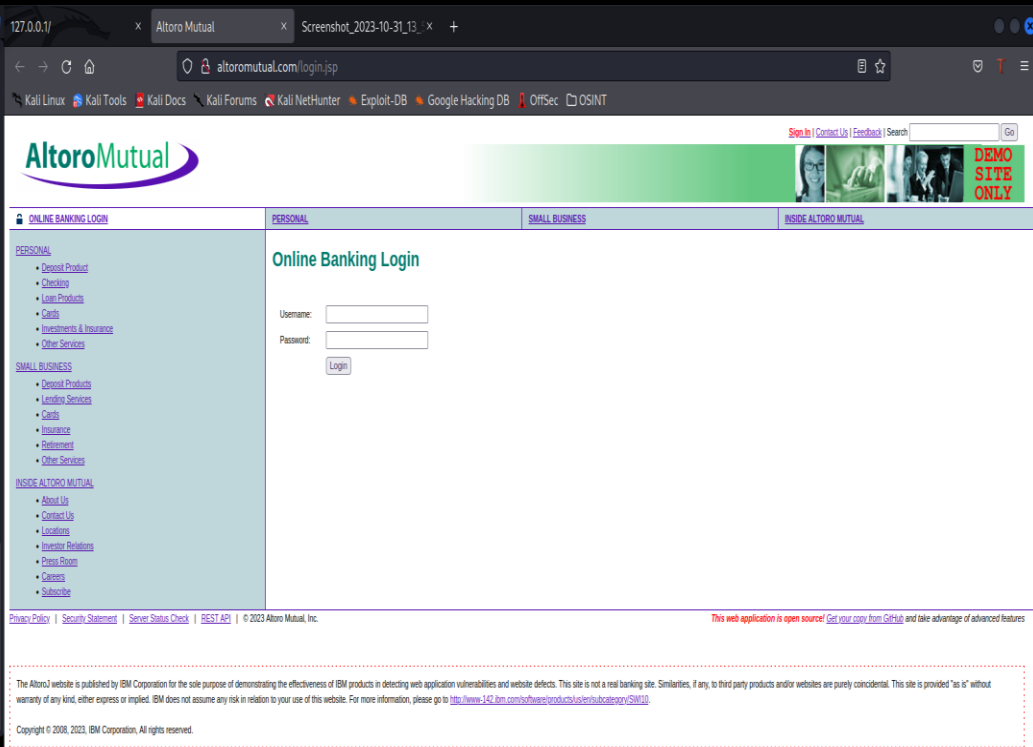 127.0.0.1/ × Altoro Mutual × Screenshot_2023-10-31_13_ × +
altoromutual.com/login.jsp
Kali Linux Kali Tools Kali Docs Kali Forums Kali NetHunter Exploit-DB Google Hacking DB OffSec OSINT
Sign In | Contact Us | Feedback | Search Go
AltoroMutual
DEMO
SITE
ONLY
ONLINE BANKING LOGIN PERSONAL SMALL BUSINESS INSIDE ALTORO MUTUAL
PERSONAL
• Deposit Product
• Checking
• Loan Products
• Cards
• Investments & Insurance
• Other Services
SMALL BUSINESS
• Deposit Products
• Lending Services
• Cards
• Insurance
• Retirement
• Other Services
INSIDE ALTORO MUTUAL
• About Us
• Contact Us
• Locations
• Investor Relations
• Press Room
• Careers
• Subscribe
Online Banking Login
Username:
Password:
Login
Privacy Policy | Security Statement | Server Status Check | REST API | © 2023 Altoro Mutual, Inc. This web application is open source! Get your copy from GitHub and take advantage of advanced features
The AltoroJ website is published by IBM Corporation for the sole purpose of demonstrating the effectiveness of IBM products in detecting web application vulnerabilities and website defects. This site is not a real banking site. Similarities, if any, to third party products and/or websites are purely coincidental. This site is provided "as is" without
warranty of any kind, either express or implied. IBM does not assume any risk in relation to your use of this website. For more information, please go to http://www-142.ibm.com/software/products/us/en/subcategory/SWI10.
Copyright © 2008, 2023, IBM Corporation, All rights reserved.